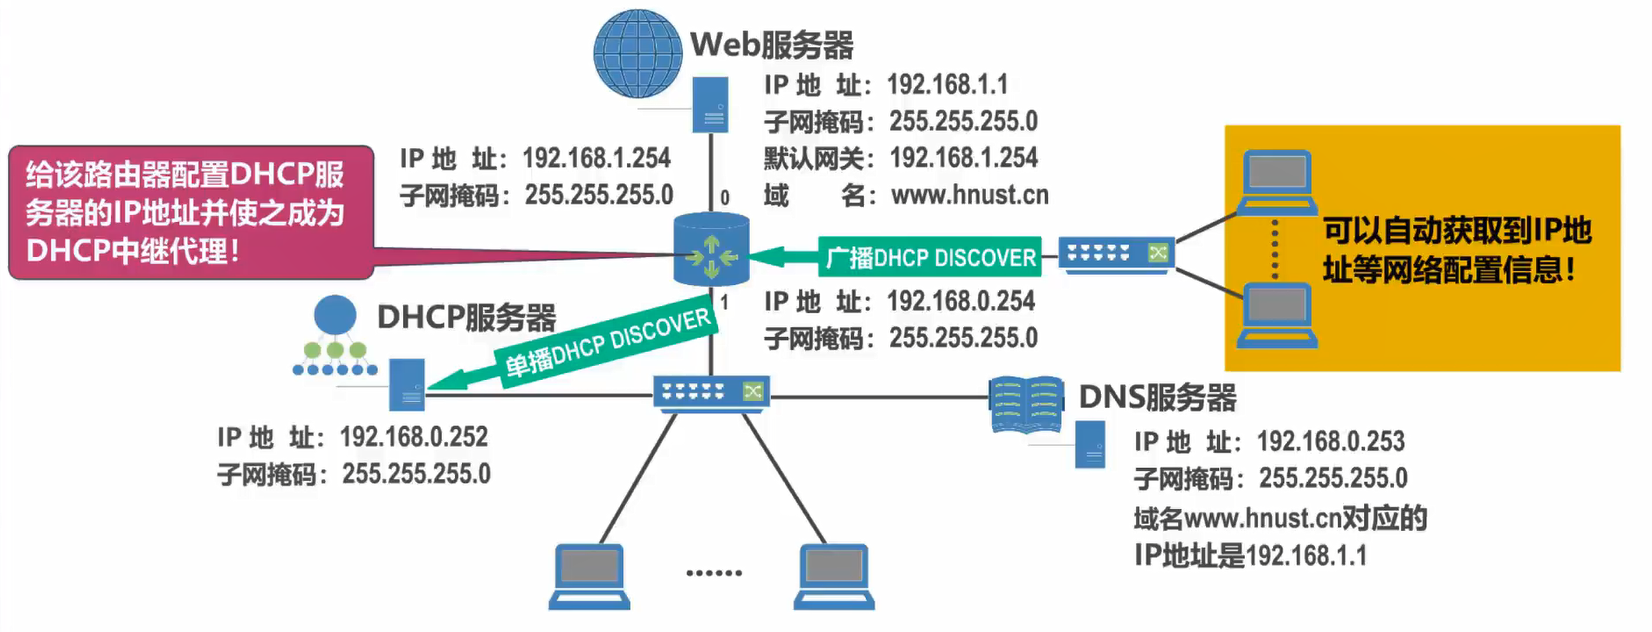 Web服务器
IP 地 址：192.168.1.1
子网掩码：255.255.255.0
默认网关：192.168.1.254
域 名：www.hnust.cn
IP 地 址：192.168.1.254
子网掩码：255.255.255.0
0
给该路由器配置DHCP服
务器的IP地址并使之成为
DHCP中继代理！
广播DHCP DISCOVER
可以自动获取到IP地
址等网络配置信息！
1
IP 地 址：192.168.0.254
子网掩码：255.255.255.0
DHCP服务器
单播DHCP DISCOVER
IP 地 址：192.168.0.252
子网掩码：255.255.255.0
DNS服务器
IP 地 址：192.168.0.253
子网掩码：255.255.255.0
域名www.hnust.cn对应的
IP地址是192.168.1.1
······